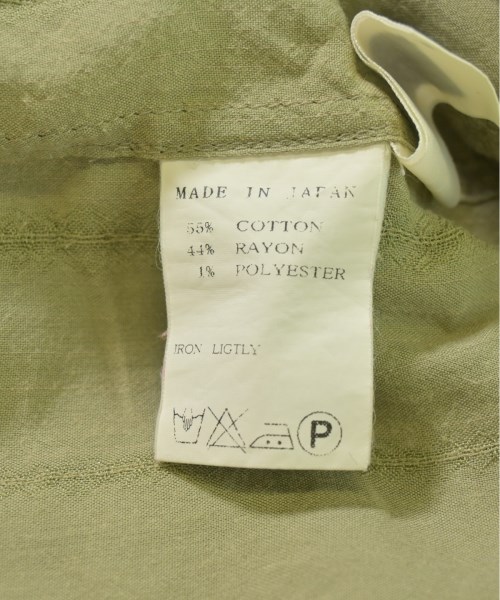 MADE IN JAPAN
55% COTTON
44% RAYON
1% POLYESTER
IRON LIGTLY
P